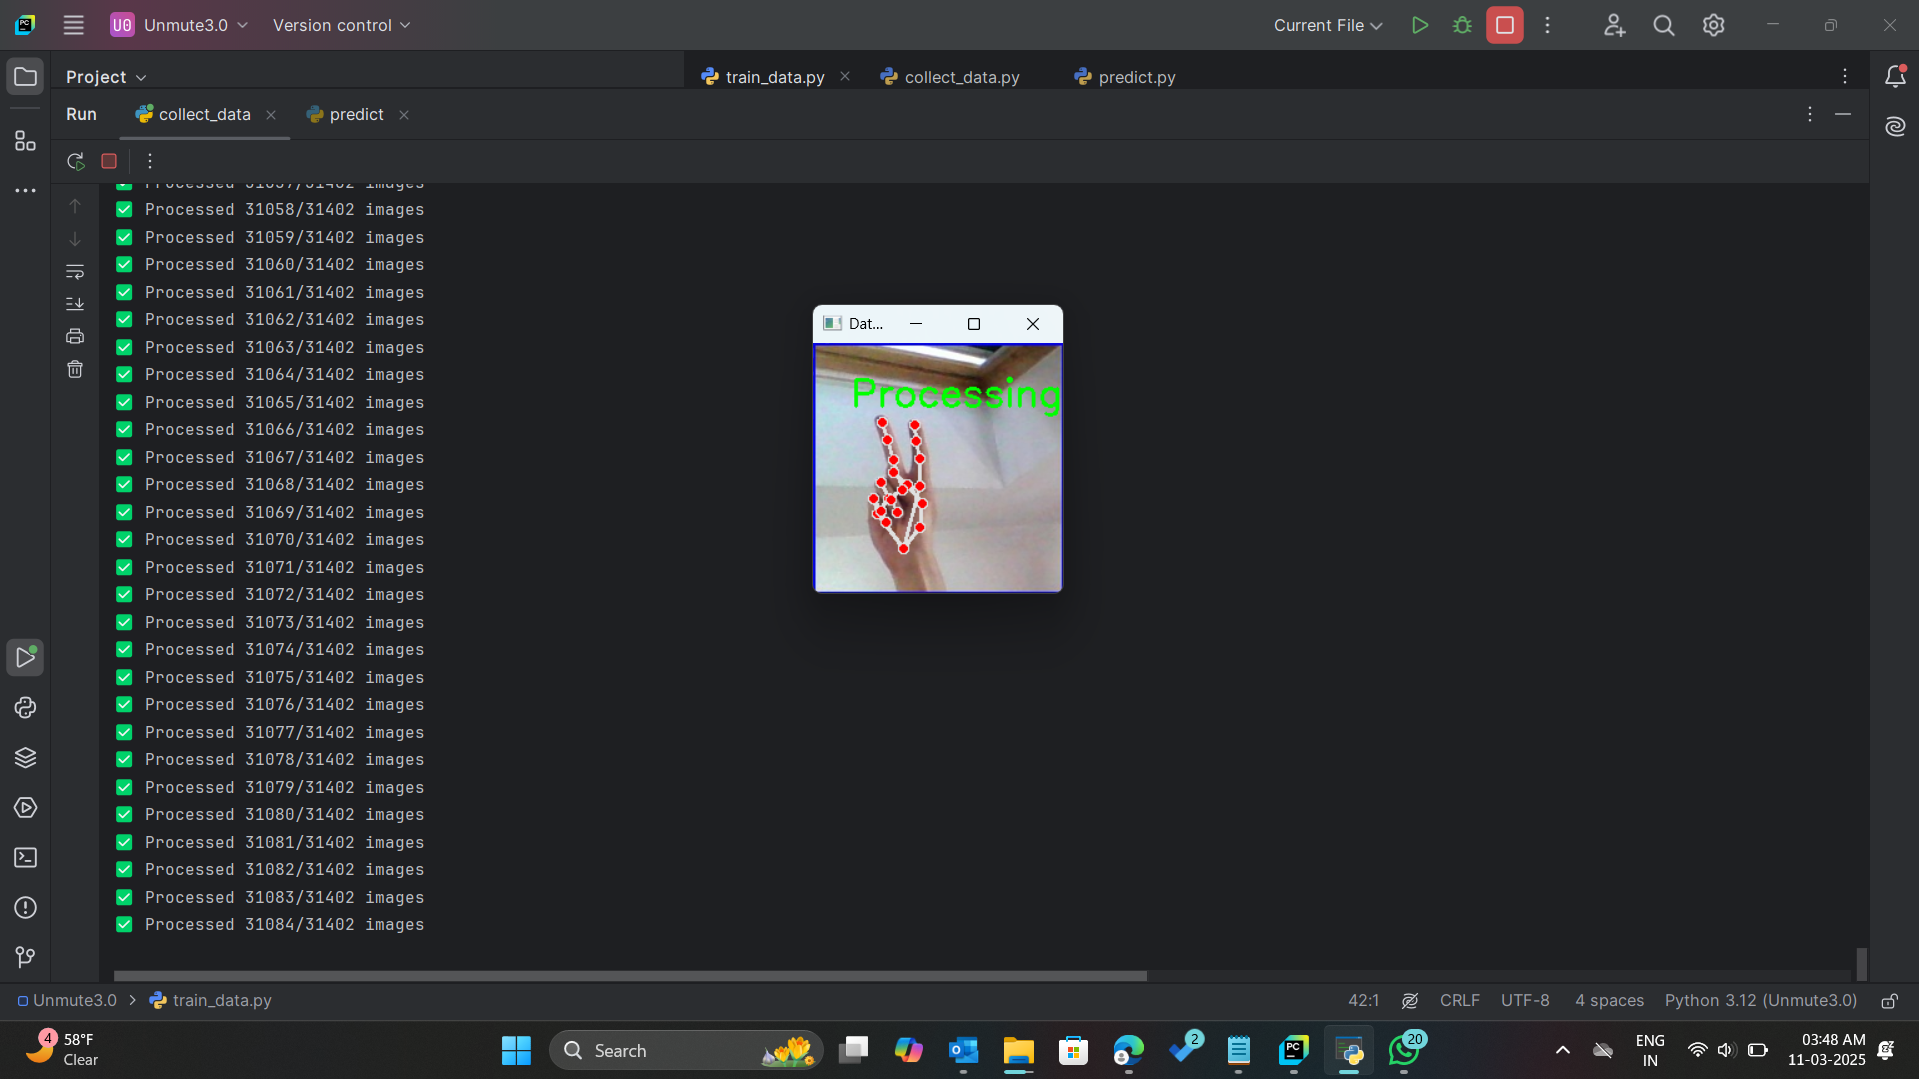 PC
U0 Unmute3.0 Version control Current File
Project train_data.py collect_data.py predict.py
Run collect_data predict
Processed 31057/31402 images
Processed 31058/31402 images
Processed 31059/31402 images
Processed 31060/31402 images
Processed 31061/31402 images
Processed 31062/31402 images
Processed 31063/31402 images
Processed 31064/31402 images
Processed 31065/31402 images
Processed 31066/31402 images
Processed 31067/31402 images
Processed 31068/31402 images
Processed 31069/31402 images
Processed 31070/31402 images
Processed 31071/31402 images
Processed 31072/31402 images
Processed 31073/31402 images
Processed 31074/31402 images
Processed 31075/31402 images
Processed 31076/31402 images
Processed 31077/31402 images
Processed 31078/31402 images
Processed 31079/31402 images
Processed 31080/31402 images
Processed 31081/31402 images
Processed 31082/31402 images
Processed 31083/31402 images
Processed 31084/31402 images
Dat...
Processing
Unmute3.0 > train_data.py 42:1 CRLF UTF-8 4 spaces Python 3.12 (Unmute3.0)
4 58°F
Clear
Search
2
PC
20
ENG
IN
03:48 AM
11-03-2025